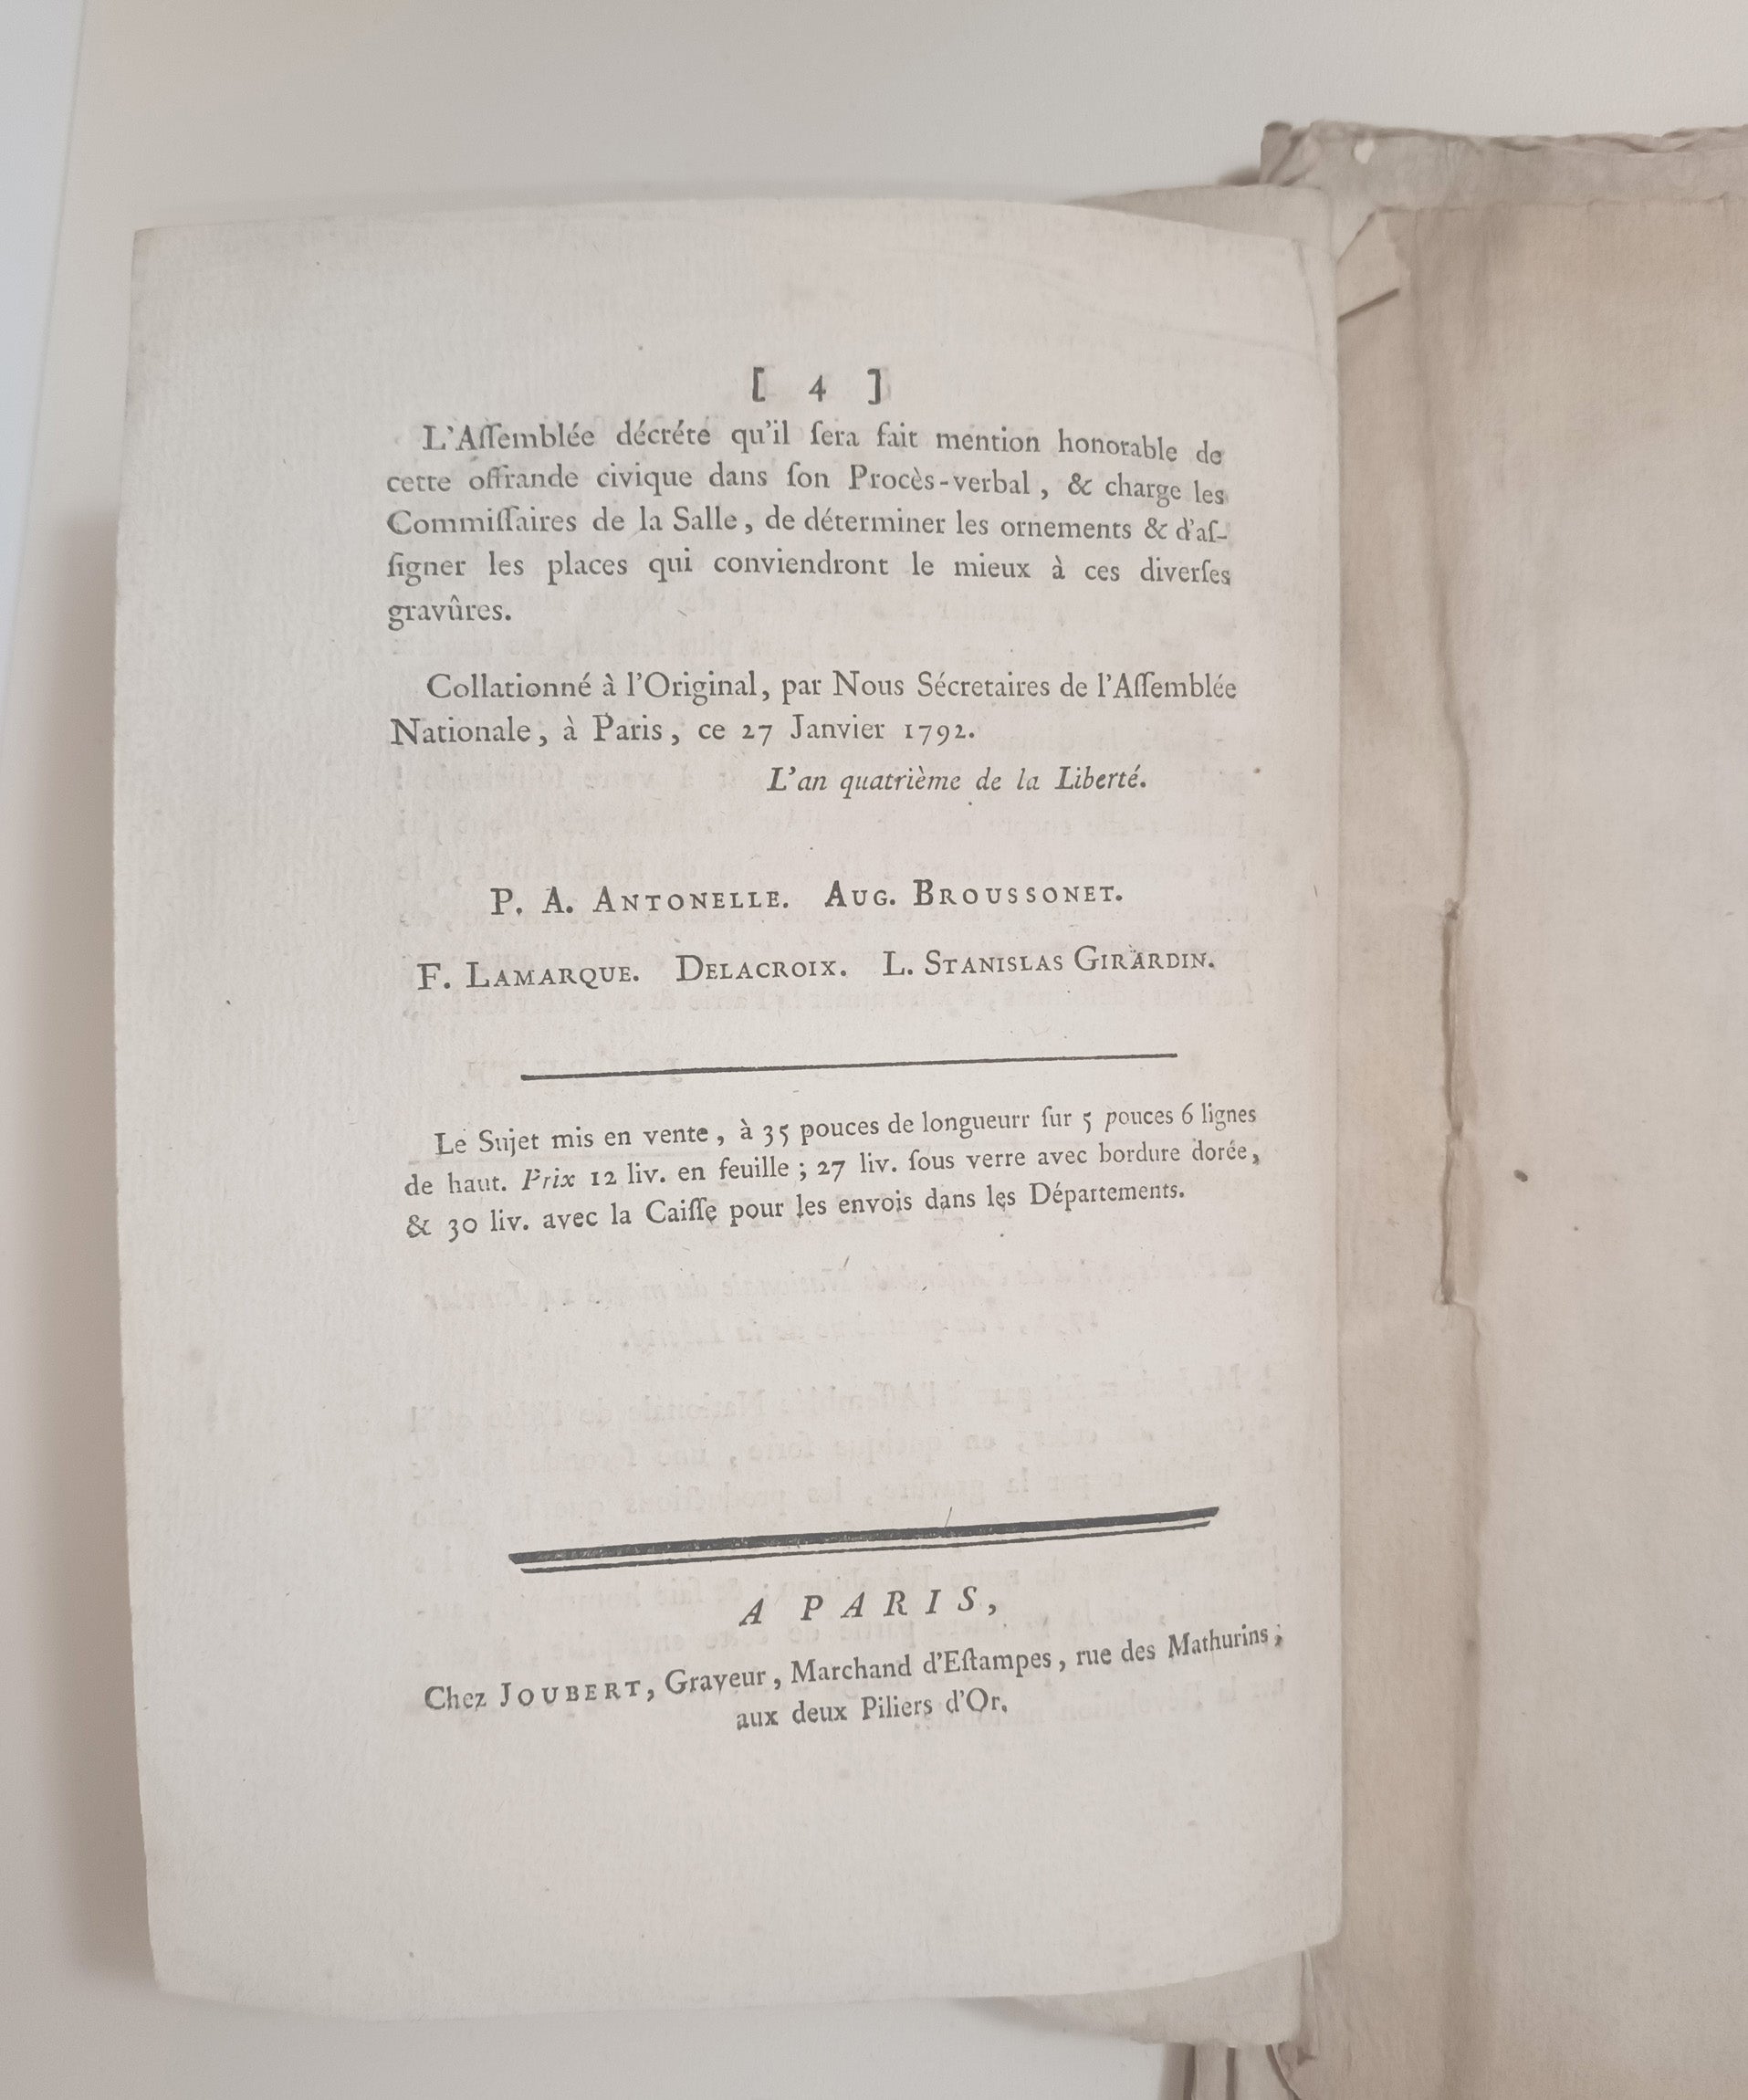 [ 4 ]
L'Aſſemblée décréte qu'il ſera fait mention honorable de
cette offrande civique dans ſon Procès-verbal, & charge les
Commiſſaires de la Salle, de déterminer les ornements & d'aſ-
ſigner les places qui conviendront le mieux à ces diverſes
gravûres.
Collationné à l'Original, par Nous Sécretaires de l'Aſſemblée
Nationale, à Paris, ce 27 Janvier 1792.
L'an quatrième de la Liberté.
P. A. ANTONELLE. AUG. BROUSSONET.
F. LAMARQUE. DELACROIX. L. STANISLAS GIRARDIN.
Le Sujet mis en vente, à 35 pouces de longueurr ſur 5 pouces 6 lignes
de haut. Prix 12 liv. en feuille; 27 liv. ſous verre avec bordure dorée,
& 30 liv. avec la Caiſſe pour les envois dans les Départements.
A PARIS,
Chez JOUBERT, Graveur, Marchand d'Eſtampes, rue des Mathurins;
aux deux Piliers d'Or.